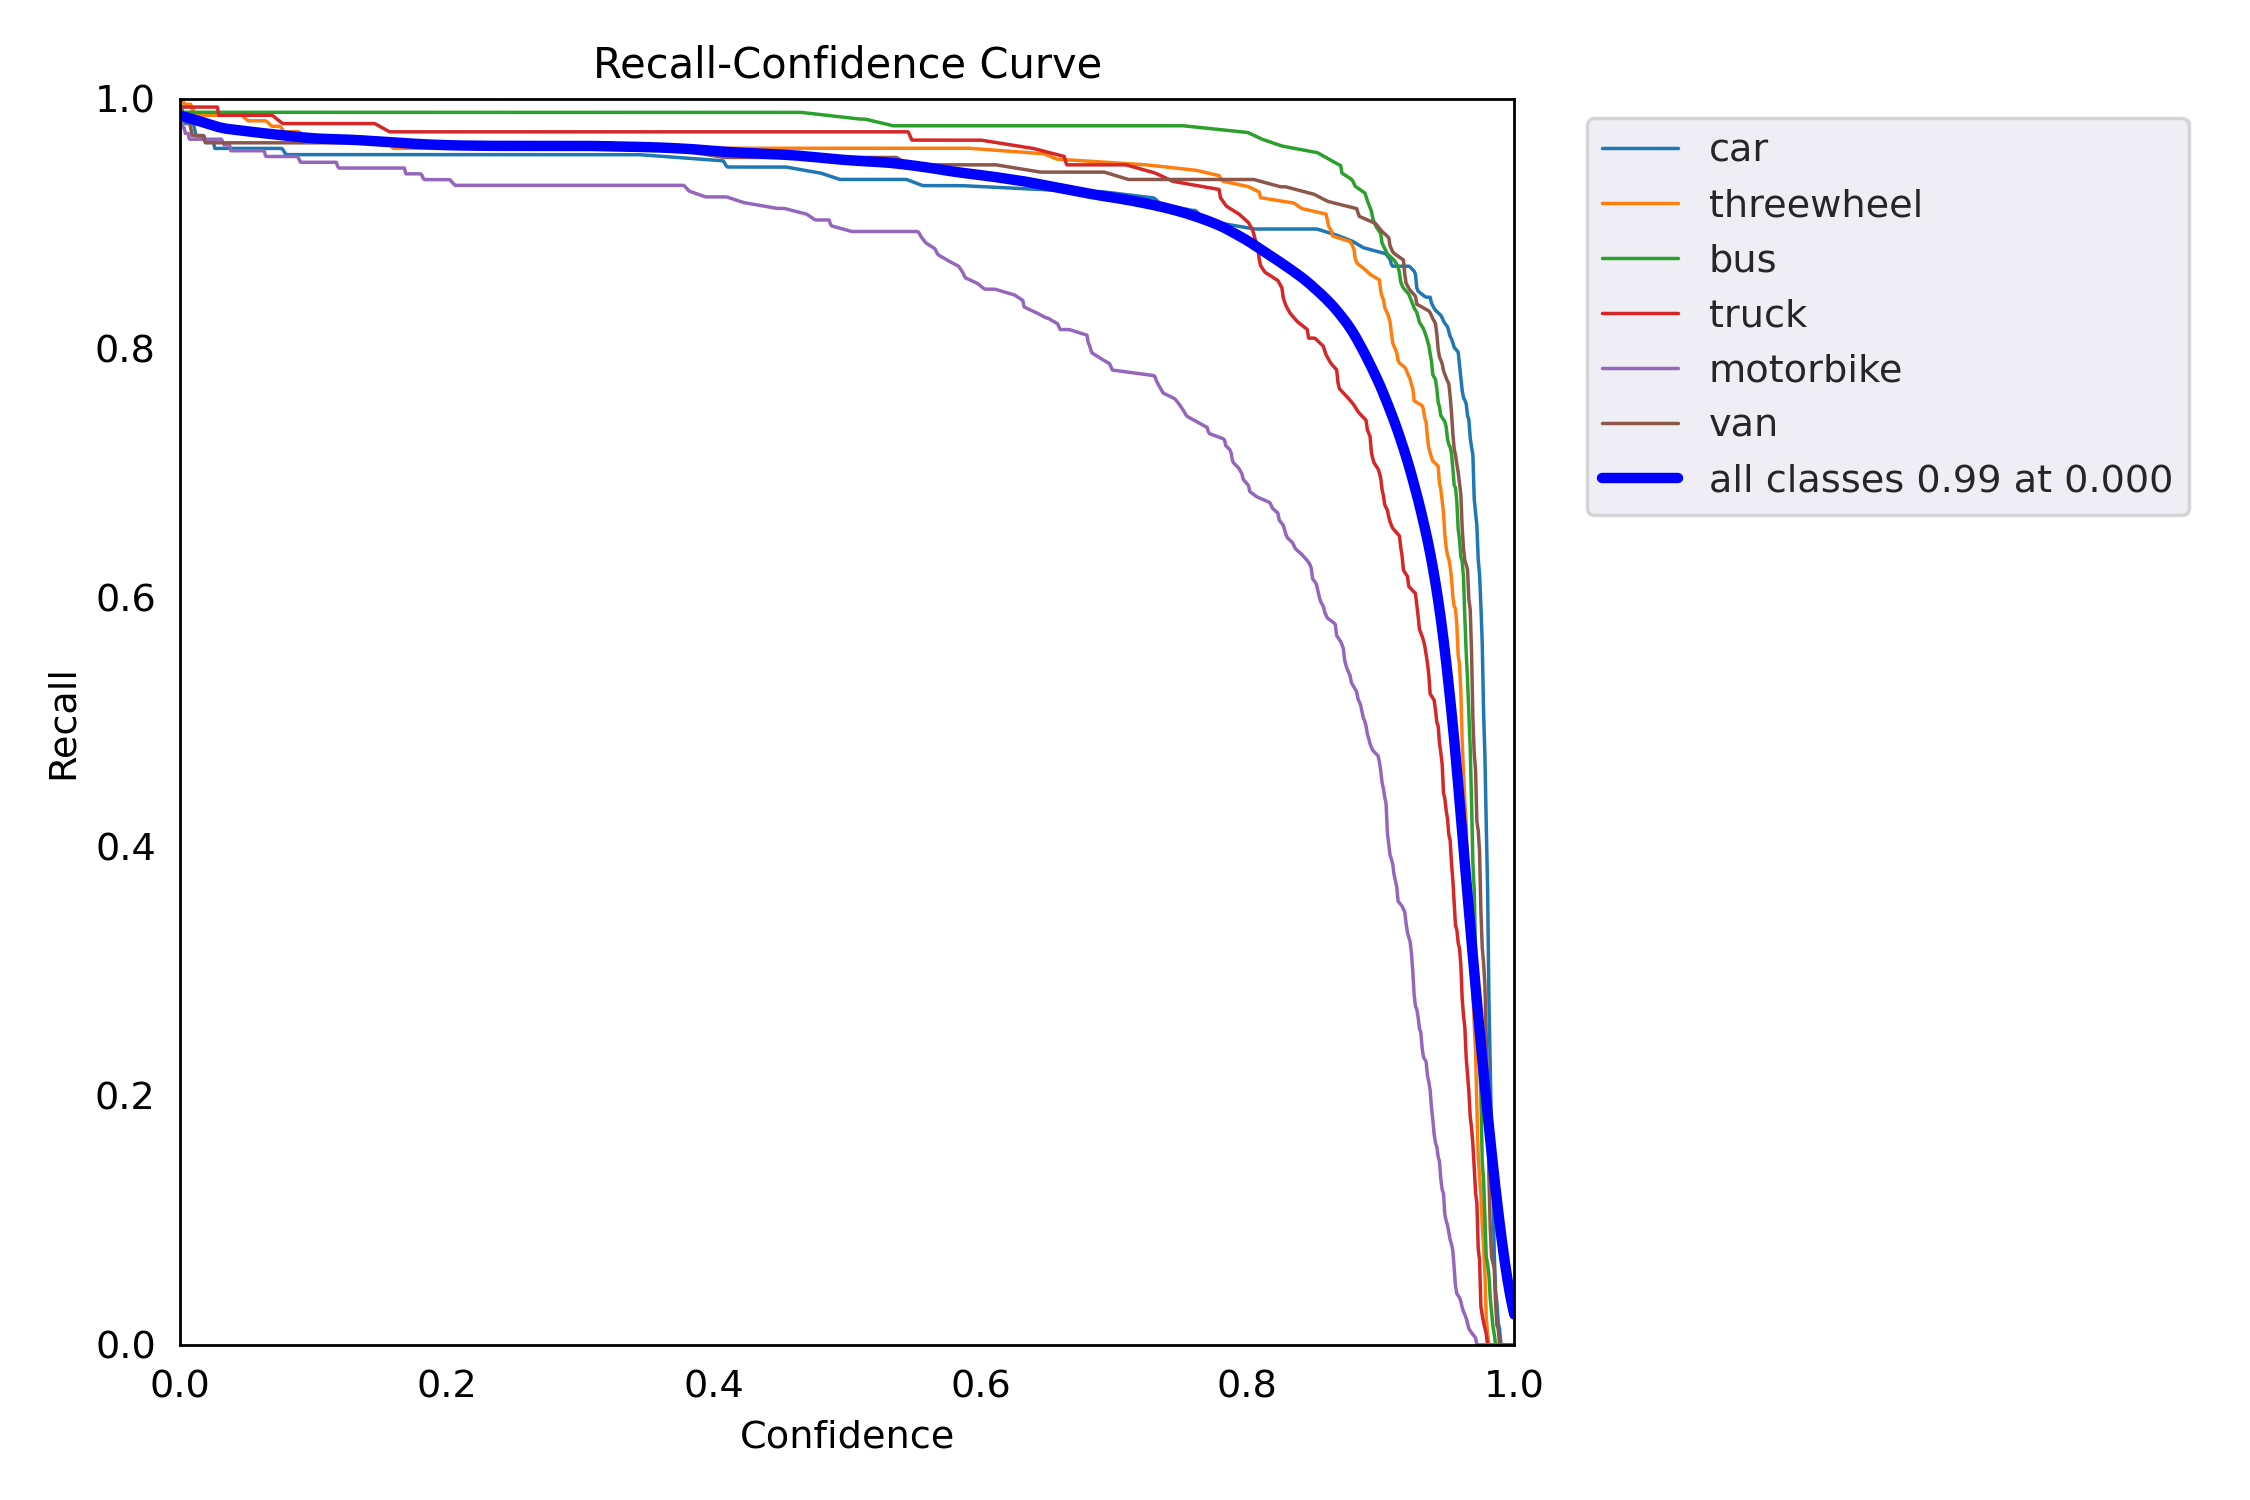 Recall-Confidence Curve
1.0
0.8
0.6
0.4
0.2
0.0
Recall
0.0 0.2 0.4 0.6 0.8 1.0
Confidence
car
threewheel
bus
truck
motorbike
van
all classes 0.99 at 0.000